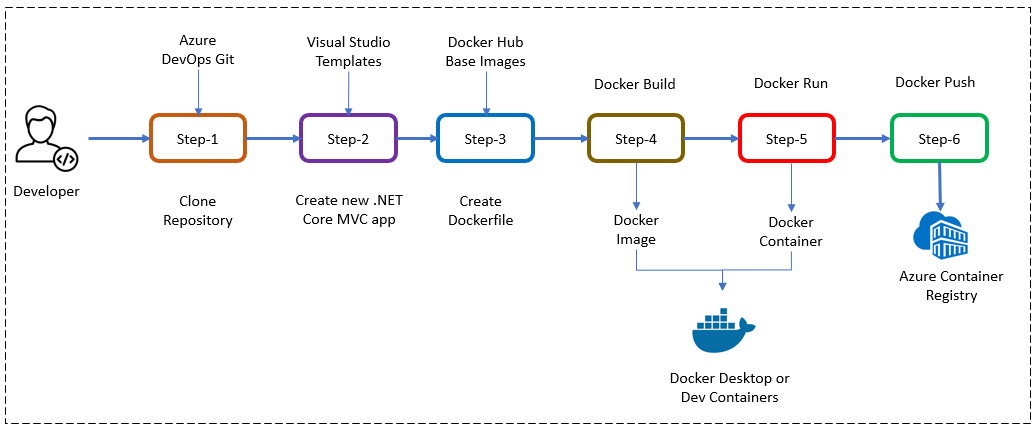 Azure
DevOps Git
Visual Studio
Templates
Docker Hub
Base Images
Docker Build
Docker Run
Docker Push
Step-1
Step-2
Step-3
Step-4
Step-5
Step-6
Developer
Clone
Repository
Create new .NET
Core MVC app
Create
Dockerfile
Docker
Image
Docker
Container
Azure Container
Registry
Docker Desktop or
Dev Containers